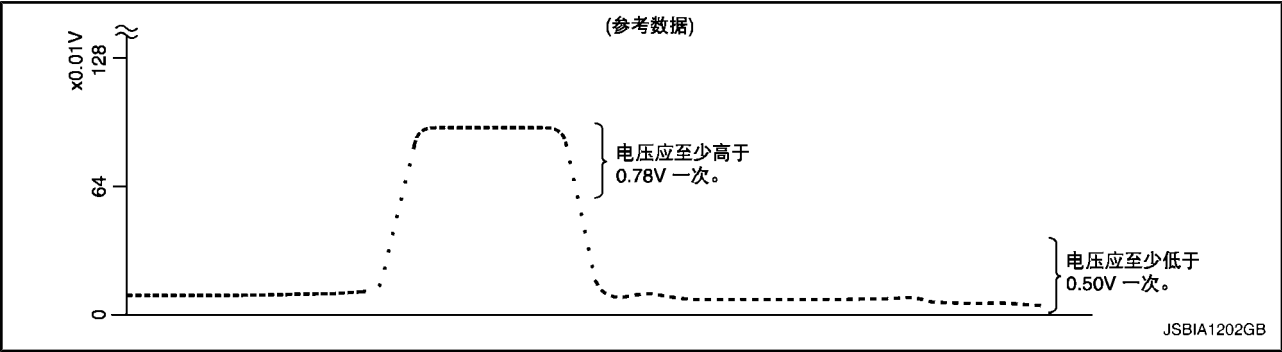 (参考数据)
x0.01V
128
64
0
电压应至少高于
0.78V 一次。
电压应至少低于
0.50V 一次。
JSBIA1202GB